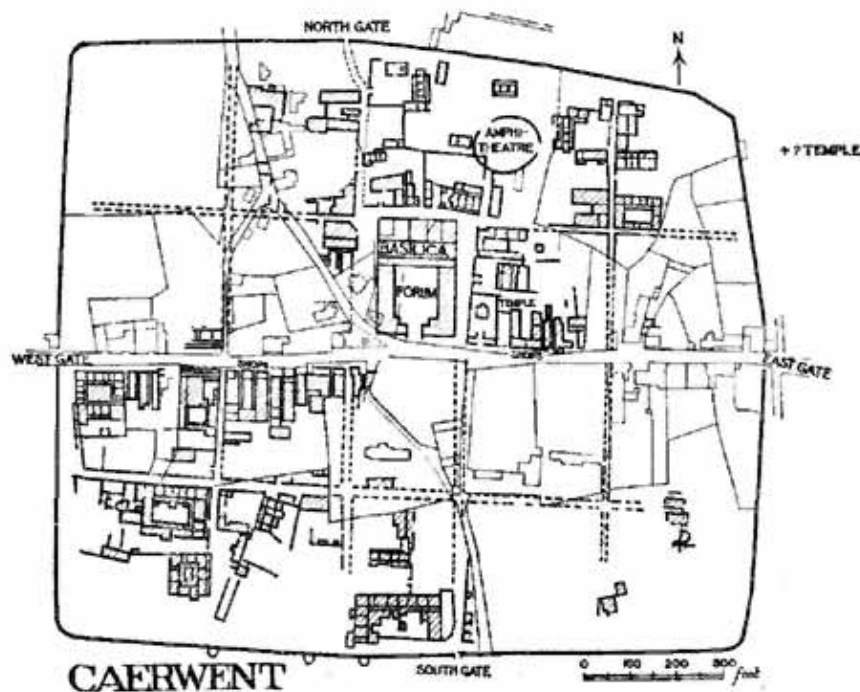 NORTH GATE
N
AMPHI-
THEATRE
+ ? TEMPLE
BASILICA
FORUM
TEMPLE
WEST GATE
SHOPS
SHOPS
EAST GATE
CAERWENT
SOUTH GATE
0 100 200 300 feet